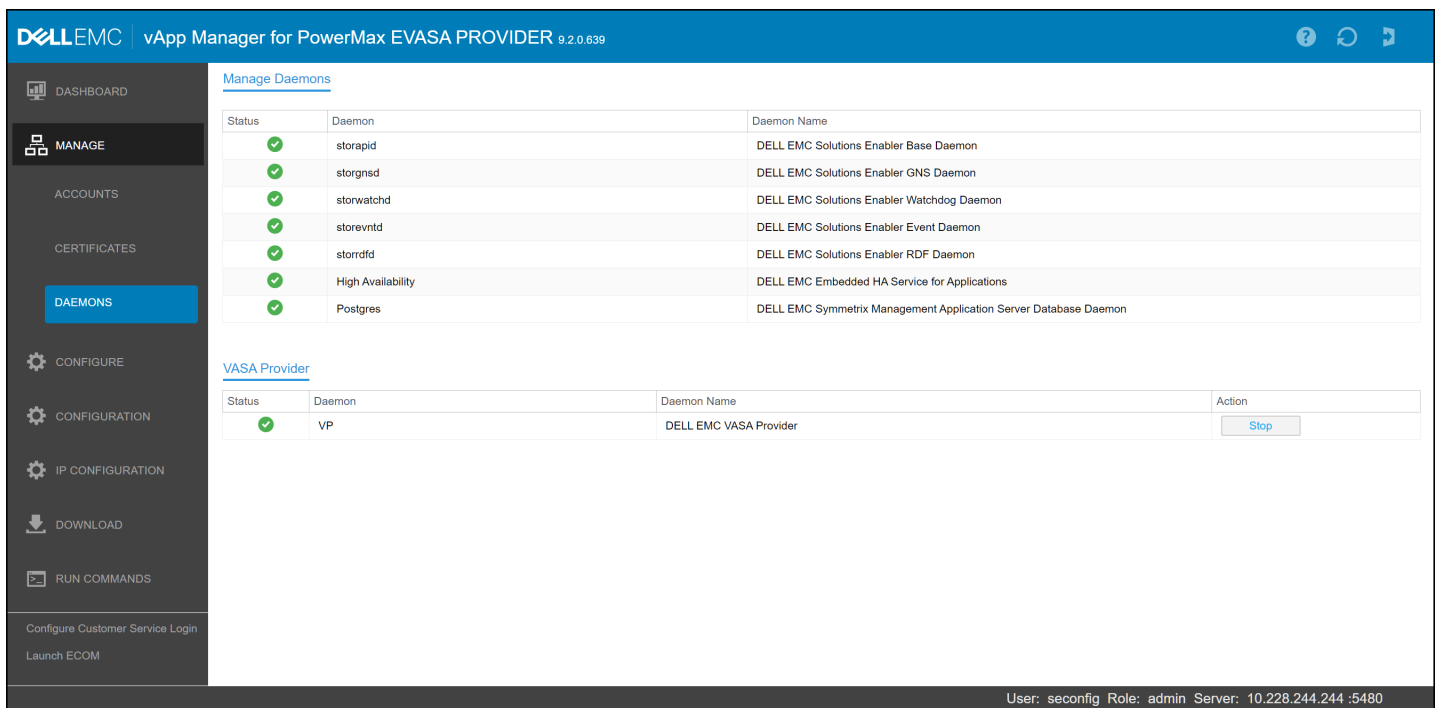 DELLEMC vApp Manager for PowerMax EVASA PROVIDER 9.2.0.639
DASHBOARD
MANAGE
ACCOUNTS
CERTIFICATES
DAEMONS
CONFIGURE
CONFIGURATION
IP CONFIGURATION
DOWNLOAD
RUN COMMANDS
Configure Customer Service Login
Launch ECOM
Manage Daemons
Status Daemon Daemon Name
storapid DELL EMC Solutions Enabler Base Daemon
storgnsd DELL EMC Solutions Enabler GNS Daemon
storwatchd DELL EMC Solutions Enabler Watchdog Daemon
storevntd DELL EMC Solutions Enabler Event Daemon
storrdfd DELL EMC Solutions Enabler RDF Daemon
High Availability DELL EMC Embedded HA Service for Applications
Postgres DELL EMC Symmetrix Management Application Server Database Daemon
VASA Provider
Status Daemon Daemon Name Action
VP DELL EMC VASA Provider Stop
User: seconfig Role: admin Server: 10.228.244.244 :5480